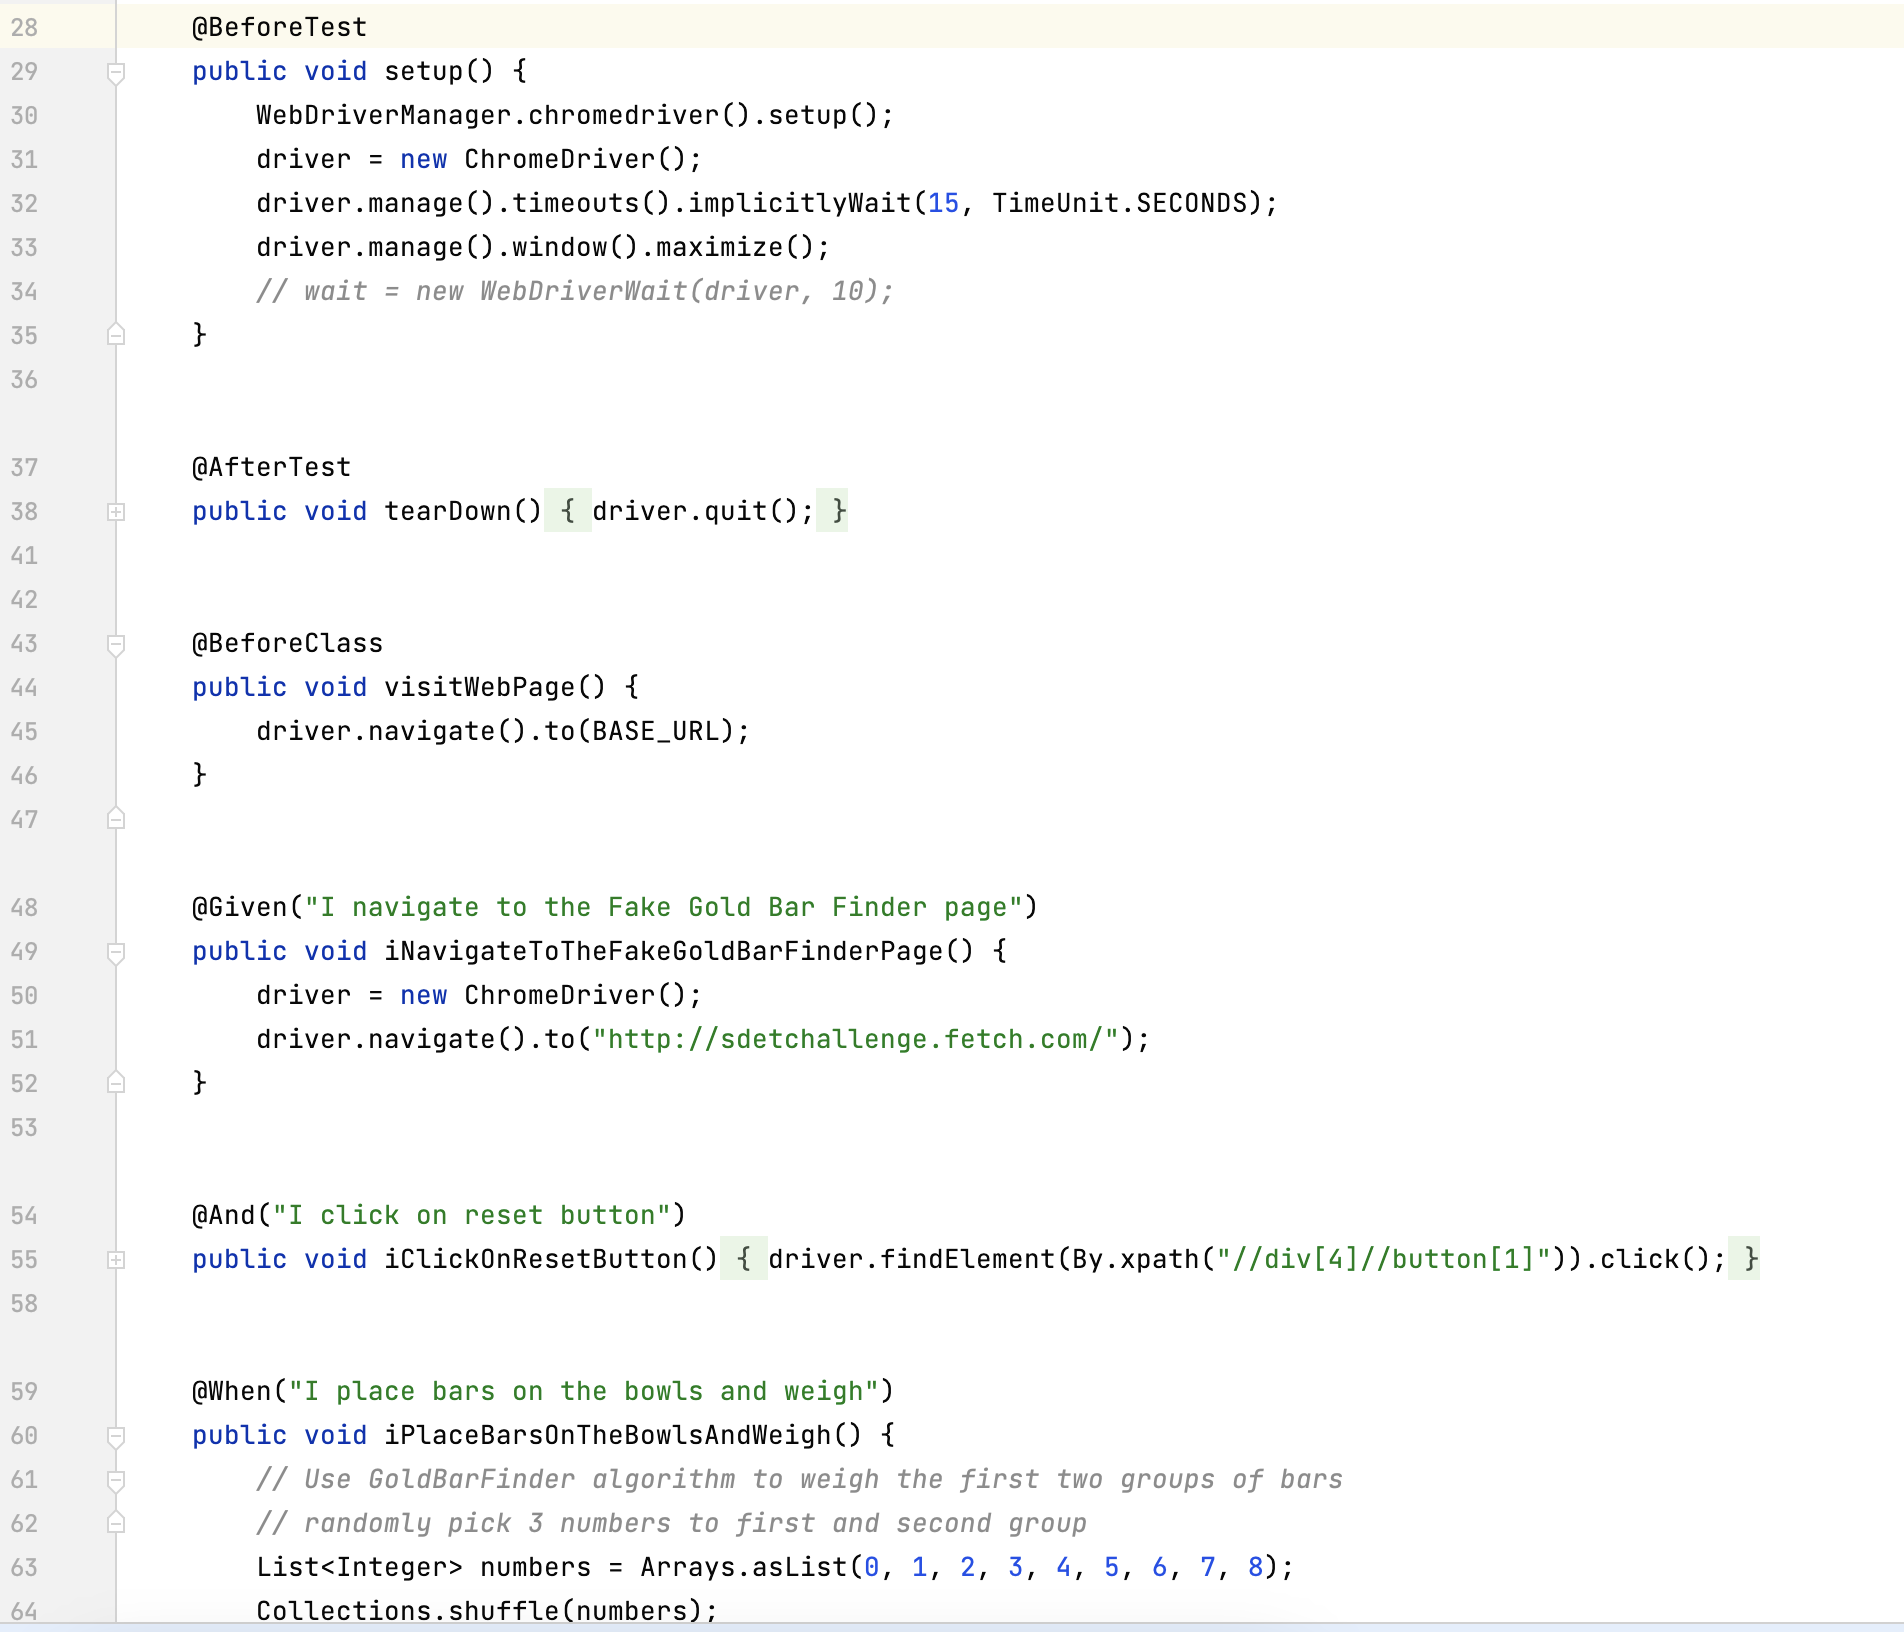 28 @BeforeTest
29 public void setup() {
30 WebDriverManager.chromedriver().setup();
31 driver = new ChromeDriver();
32 driver.manage().timeouts().implicitlyWait(15, TimeUnit.SECONDS);
33 driver.manage().window().maximize();
34 // wait = new WebDriverWait(driver, 10);
35 }
36
37 @AfterTest
38 public void tearDown() { driver.quit(); }
41
42
43 @BeforeClass
44 public void visitWebPage() {
45 driver.navigate().to(BASE_URL);
46 }
47
48 @Given("I navigate to the Fake Gold Bar Finder page")
49 public void iNavigateToTheFakeGoldBarFinderPage() {
50 driver = new ChromeDriver();
51 driver.navigate().to("http://sdetchallenge.fetch.com/");
52 }
53
54 @And("I click on reset button")
55 public void iClickOnResetButton() { driver.findElement(By.xpath("//div[4]//button[1]")).click(); }
58
59 @When("I place bars on the bowls and weigh")
60 public void iPlaceBarsOnTheBowlsAndWeigh() {
61 // Use GoldBarFinder algorithm to weigh the first two groups of bars
62 // randomly pick 3 numbers to first and second group
63 List<Integer> numbers = Arrays.asList(0, 1, 2, 3, 4, 5, 6, 7, 8);
64 Collections.shuffle(numbers);